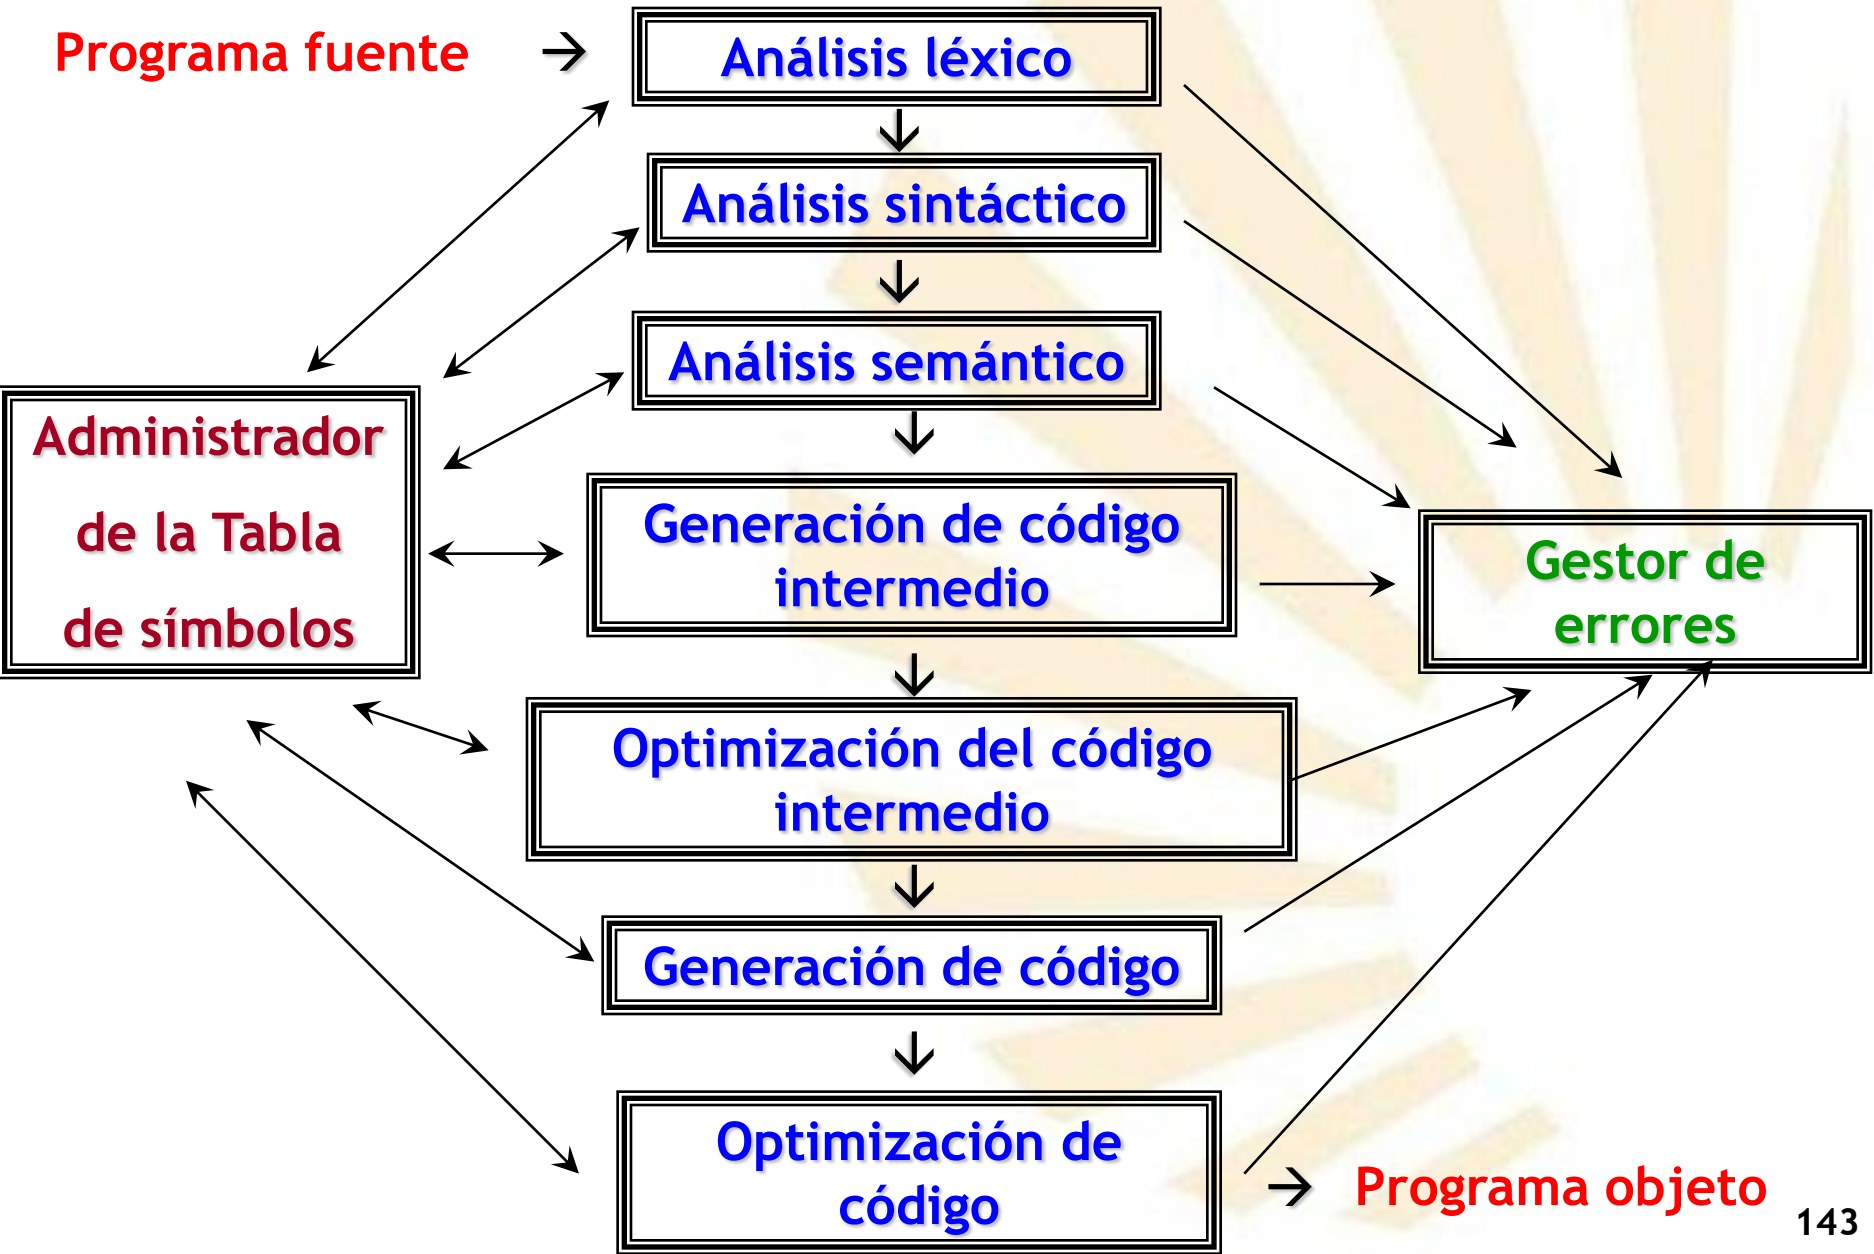 Programa fuente → Análisis léxico
Análisis sintáctico
Análisis semántico
Administrador
de la Tabla
de símbolos
Generación de código
intermedio
Gestor de
errores
Optimización del código
intermedio
Generación de código
Optimización de
código
→ Programa objeto
143